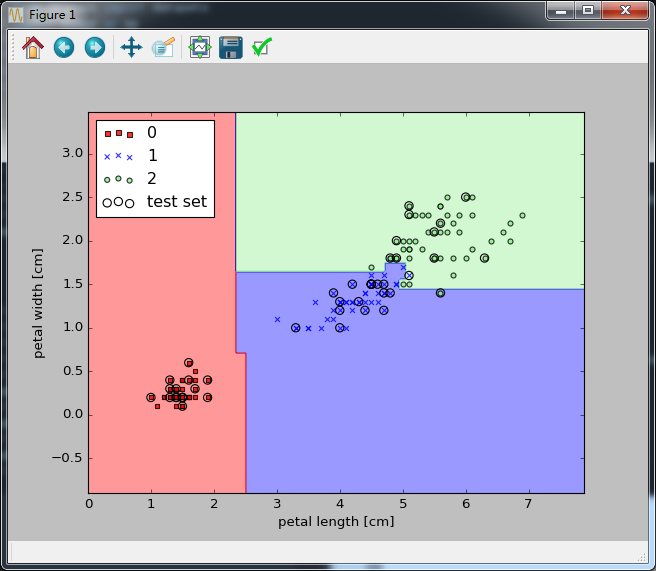 Figure 1
0
1
2
test set
3.0
2.5
2.0
1.5
1.0
0.5
0.0
−0.5
petal width [cm]
0 1 2 3 4 5 6 7
petal length [cm]